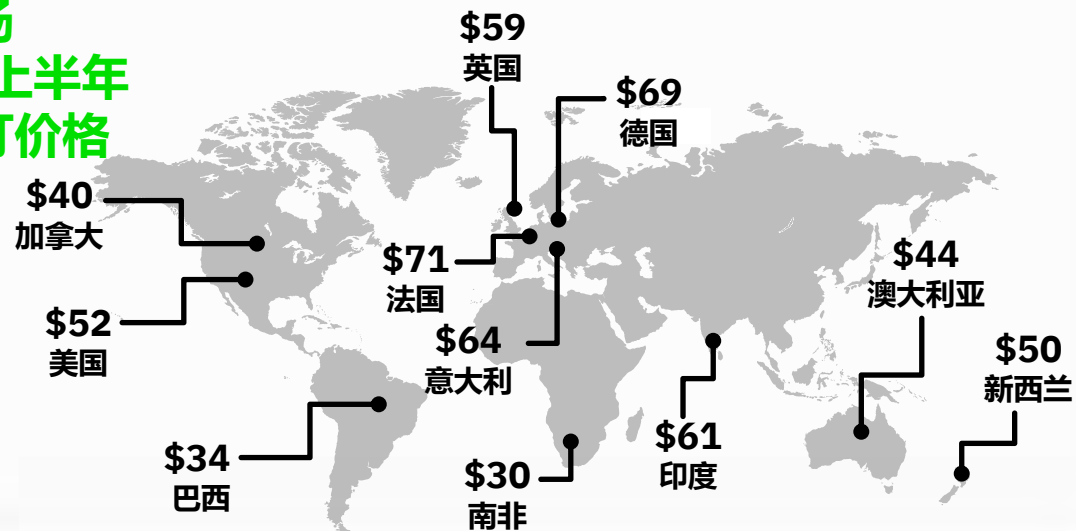 上半年
价格
$59
英国
$69
德国
$40
加拿大
$71
法国
$44
澳大利亚
$52
美国
$64
意大利
$50
新西兰
$61
印度
$34
巴西
$30
南非